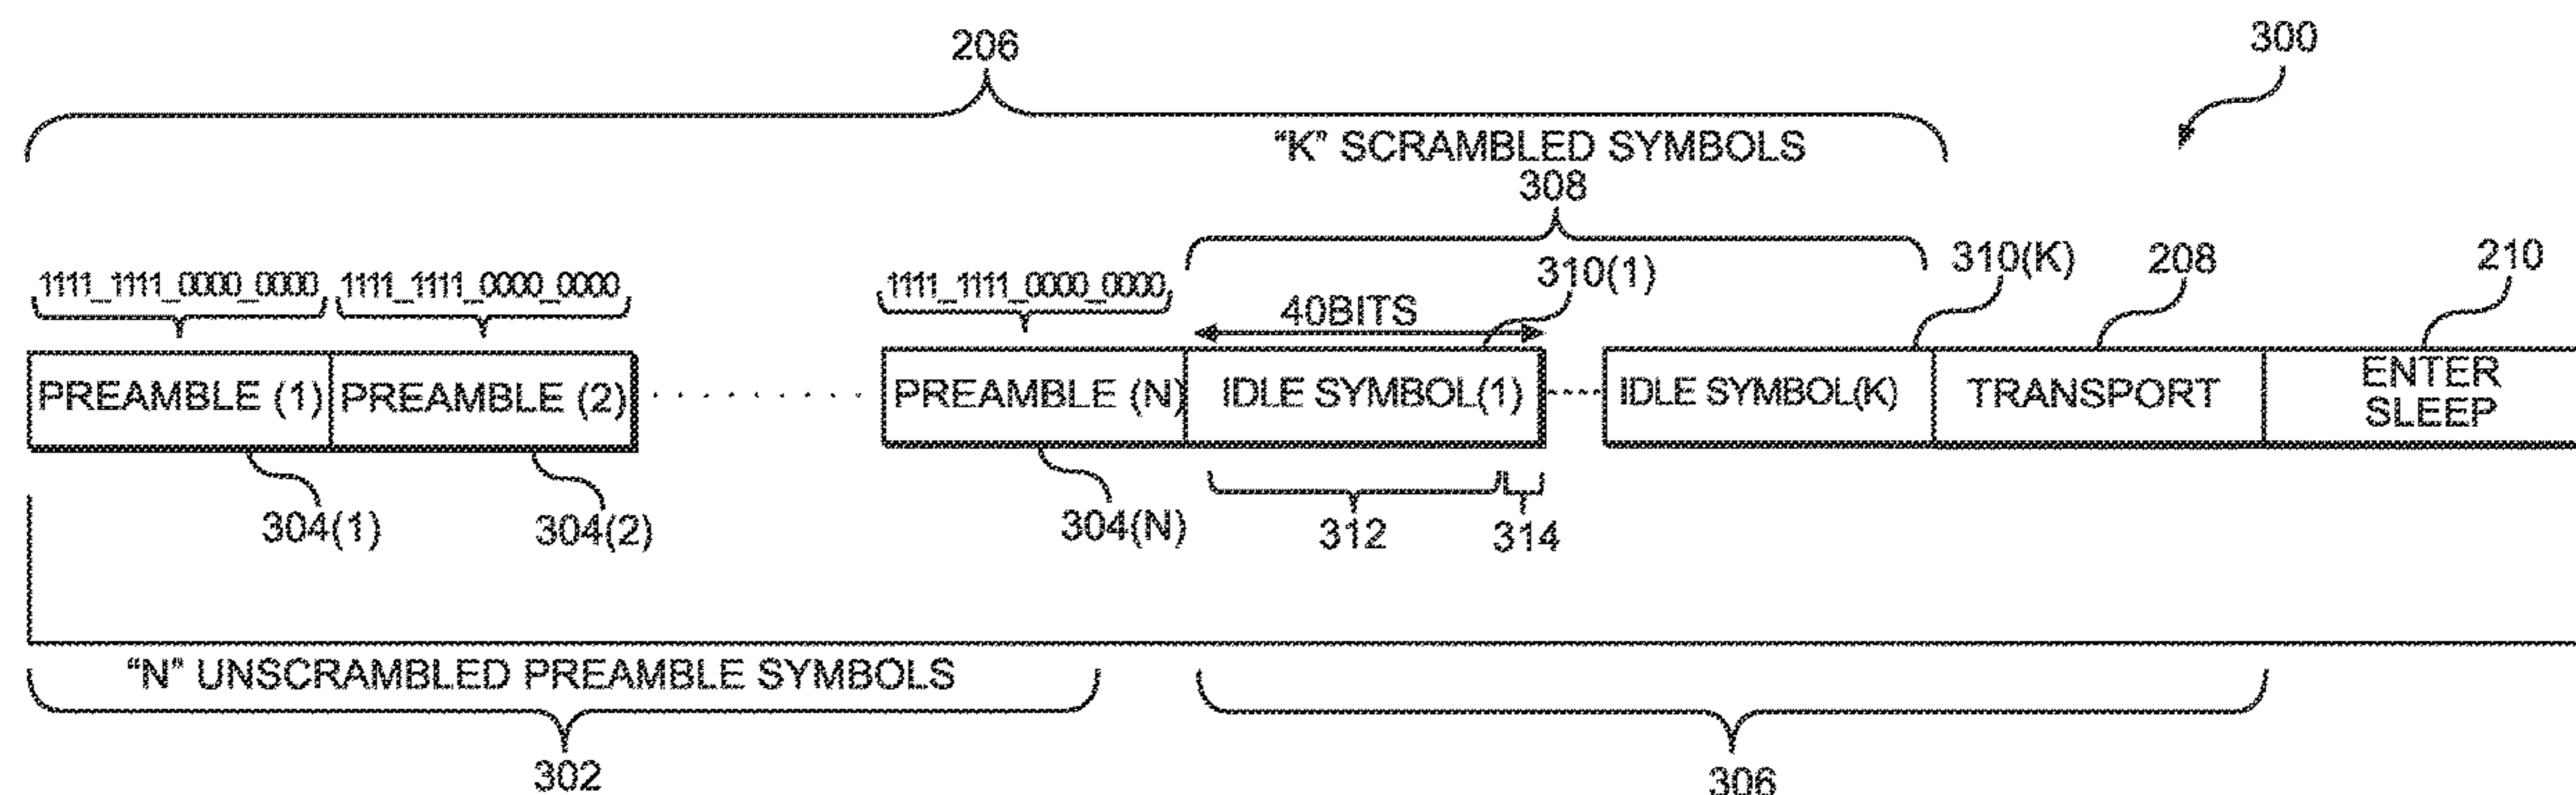 206
300
"K" SCRAMBLED SYMBOLS
308
1111_1111_0000_0000 1111_1111_0000_0000 1111_1111_0000_0000 310(1) 310(K) 208 210
40BITS
PREAMBLE (1) PREAMBLE (2) PREAMBLE (N) IDLE SYMBOL(1) IDLE SYMBOL(K) TRANSPORT ENTER
SLEEP
304(1) 304(2) 304(N) 312 314
"N" UNSCRAMBLED PREAMBLE SYMBOLS
302 306